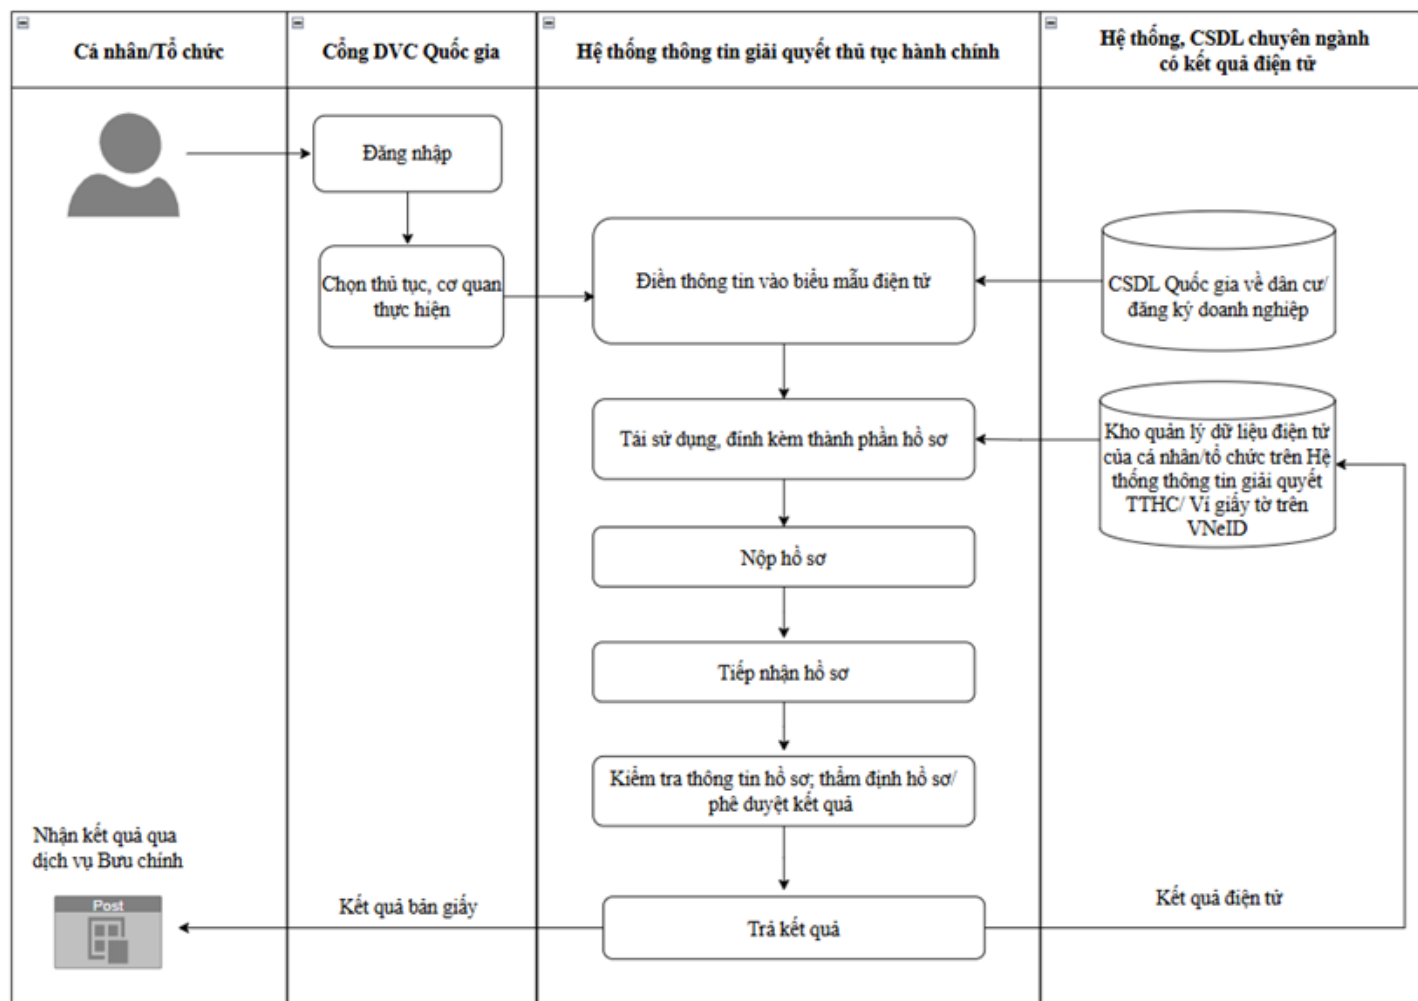 Cá nhân/Tổ chức
Cổng DVC Quốc gia
Hệ thống thông tin giải quyết thủ tục hành chính
Hệ thống, CSDL chuyên ngành
có kết quả điện tử
Đăng nhập
Chọn thủ tục, cơ quan
thực hiện
Điền thông tin vào biểu mẫu điện tử
CSDL Quốc gia về dân cư/
đăng ký doanh nghiệp
Tái sử dụng, đính kèm thành phần hồ sơ
Kho quản lý dữ liệu điện tử
của cá nhân/tổ chức trên Hệ
thống thông tin giải quyết
TTHC/ Ví giấy tờ trên
VNeID
Nộp hồ sơ
Tiếp nhận hồ sơ
Kiểm tra thông tin hồ sơ; thẩm định hồ sơ/
phê duyệt kết quả
Nhận kết quả qua
dịch vụ Bưu chính
Post
Kết quả bản giấy
Trả kết quả
Kết quả điện tử